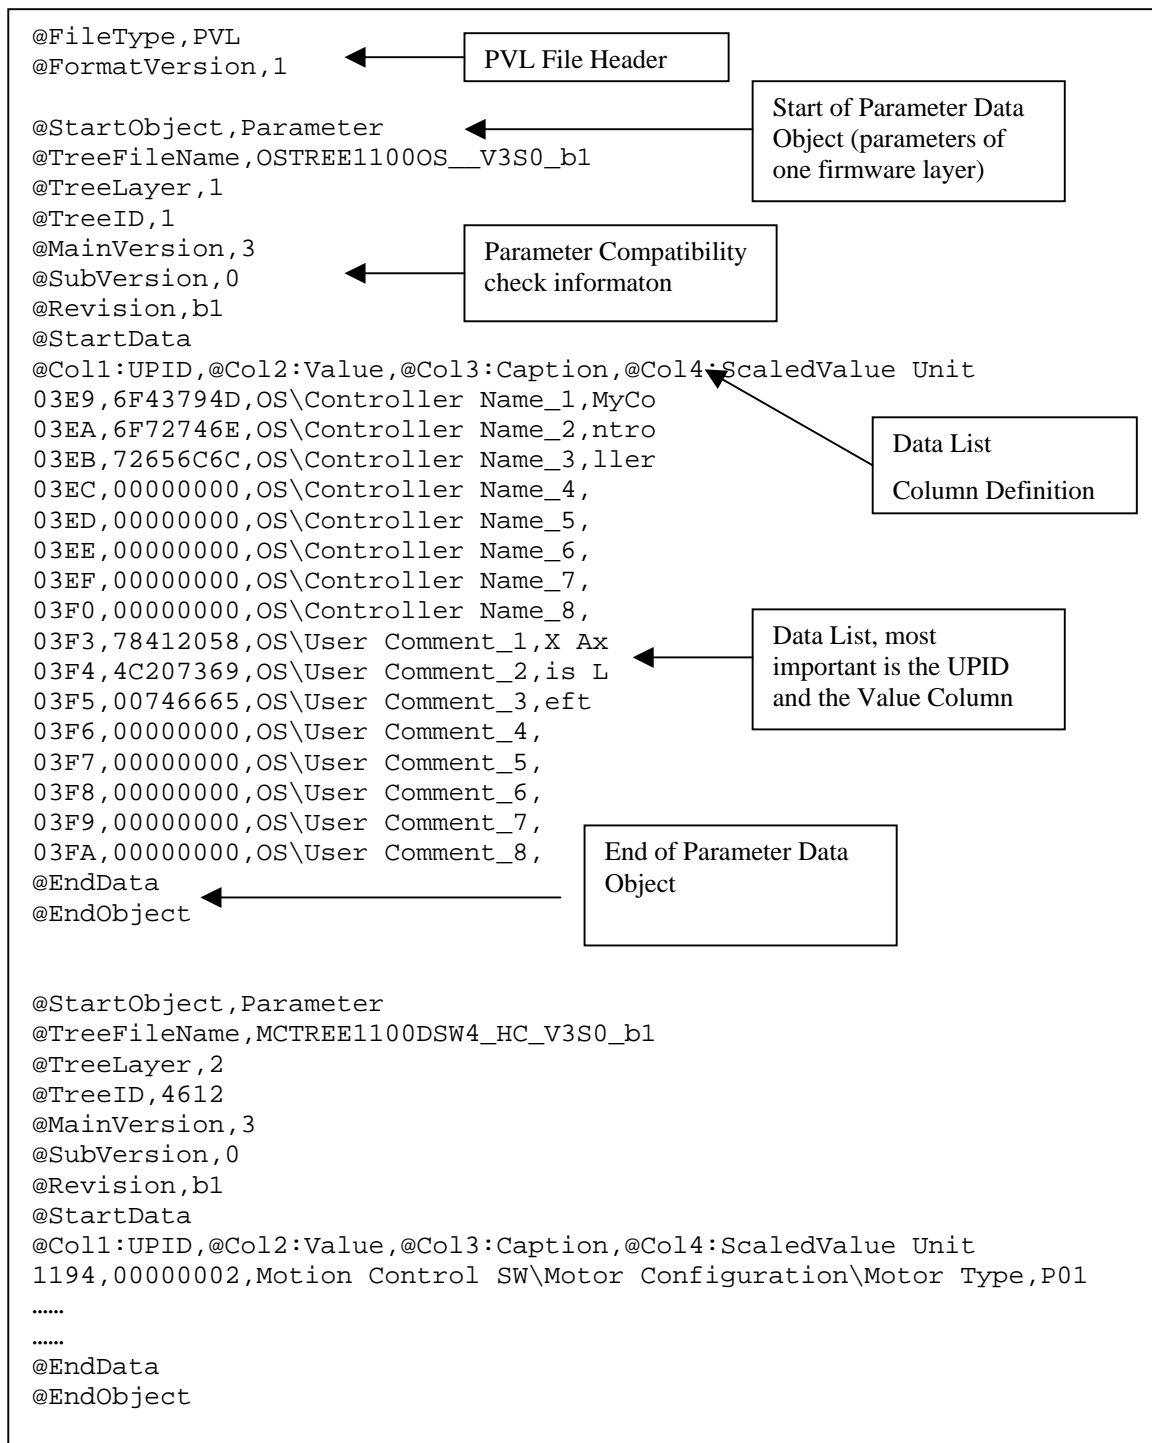 @FileType,PVL
@FormatVersion,1
PVL File Header
@StartObject,Parameter
@TreeFileName,OSTREE1100OS__V3S0_b1
@TreeLayer,1
@TreeID,1
@MainVersion,3
@SubVersion,0
@Revision,b1
@StartData
Start of Parameter Data
Object (parameters of
one firmware layer)
Parameter Compatibility
check informaton
@Col1:UPID,@Col2:Value,@Col3:Caption,@Col4:ScaledValue Unit
03E9,6F43794D,OS\Controller Name_1,MyCo
03EA,6F72746E,OS\Controller Name_2,ntro
03EB,72656C6C,OS\Controller Name_3,ller
03EC,00000000,OS\Controller Name_4,
03ED,00000000,OS\Controller Name_5,
03EE,00000000,OS\Controller Name_6,
03EF,00000000,OS\Controller Name_7,
03F0,00000000,OS\Controller Name_8,
03F3,78412058,OS\User Comment_1,X Ax
03F4,4C207369,OS\User Comment_2,is L
03F5,00746665,OS\User Comment_3,eft
03F6,00000000,OS\User Comment_4,
03F7,00000000,OS\User Comment_5,
03F8,00000000,OS\User Comment_6,
03F9,00000000,OS\User Comment_7,
03FA,00000000,OS\User Comment_8,
@EndData
@EndObject
Data List
Column Definition
Data List, most
important is the UPID
and the Value Column
End of Parameter Data
Object
@StartObject,Parameter
@TreeFileName,MCTREE1100DSW4_HC_V3S0_b1
@TreeLayer,2
@TreeID,4612
@MainVersion,3
@SubVersion,0
@Revision,b1
@StartData
@Col1:UPID,@Col2:Value,@Col3:Caption,@Col4:ScaledValue Unit
1194,00000002,Motion Control SW\Motor Configuration\Motor Type,P01
……
……
@EndData
@EndObject